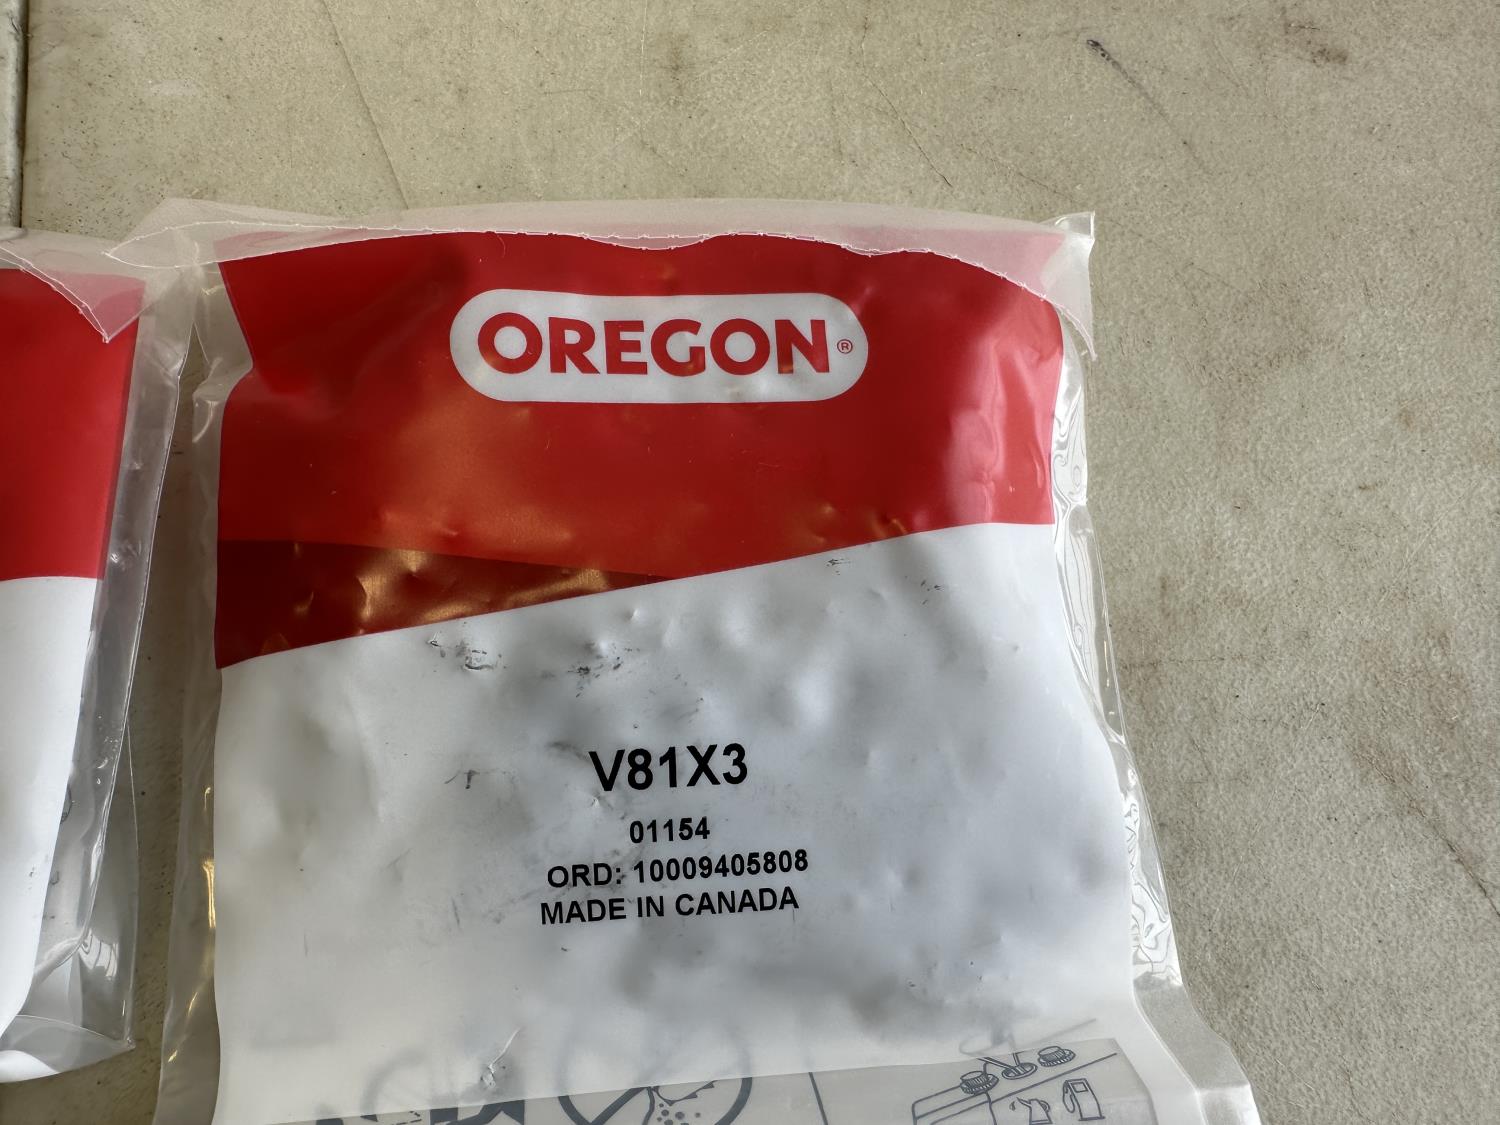 OREGON®
V81X3
01154
ORD: 10009405808
MADE IN CANADA